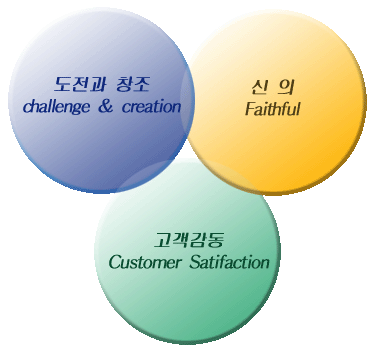 도전과 창조
challenge & creation
신 의
Faithful
고객감동
Customer Satifaction